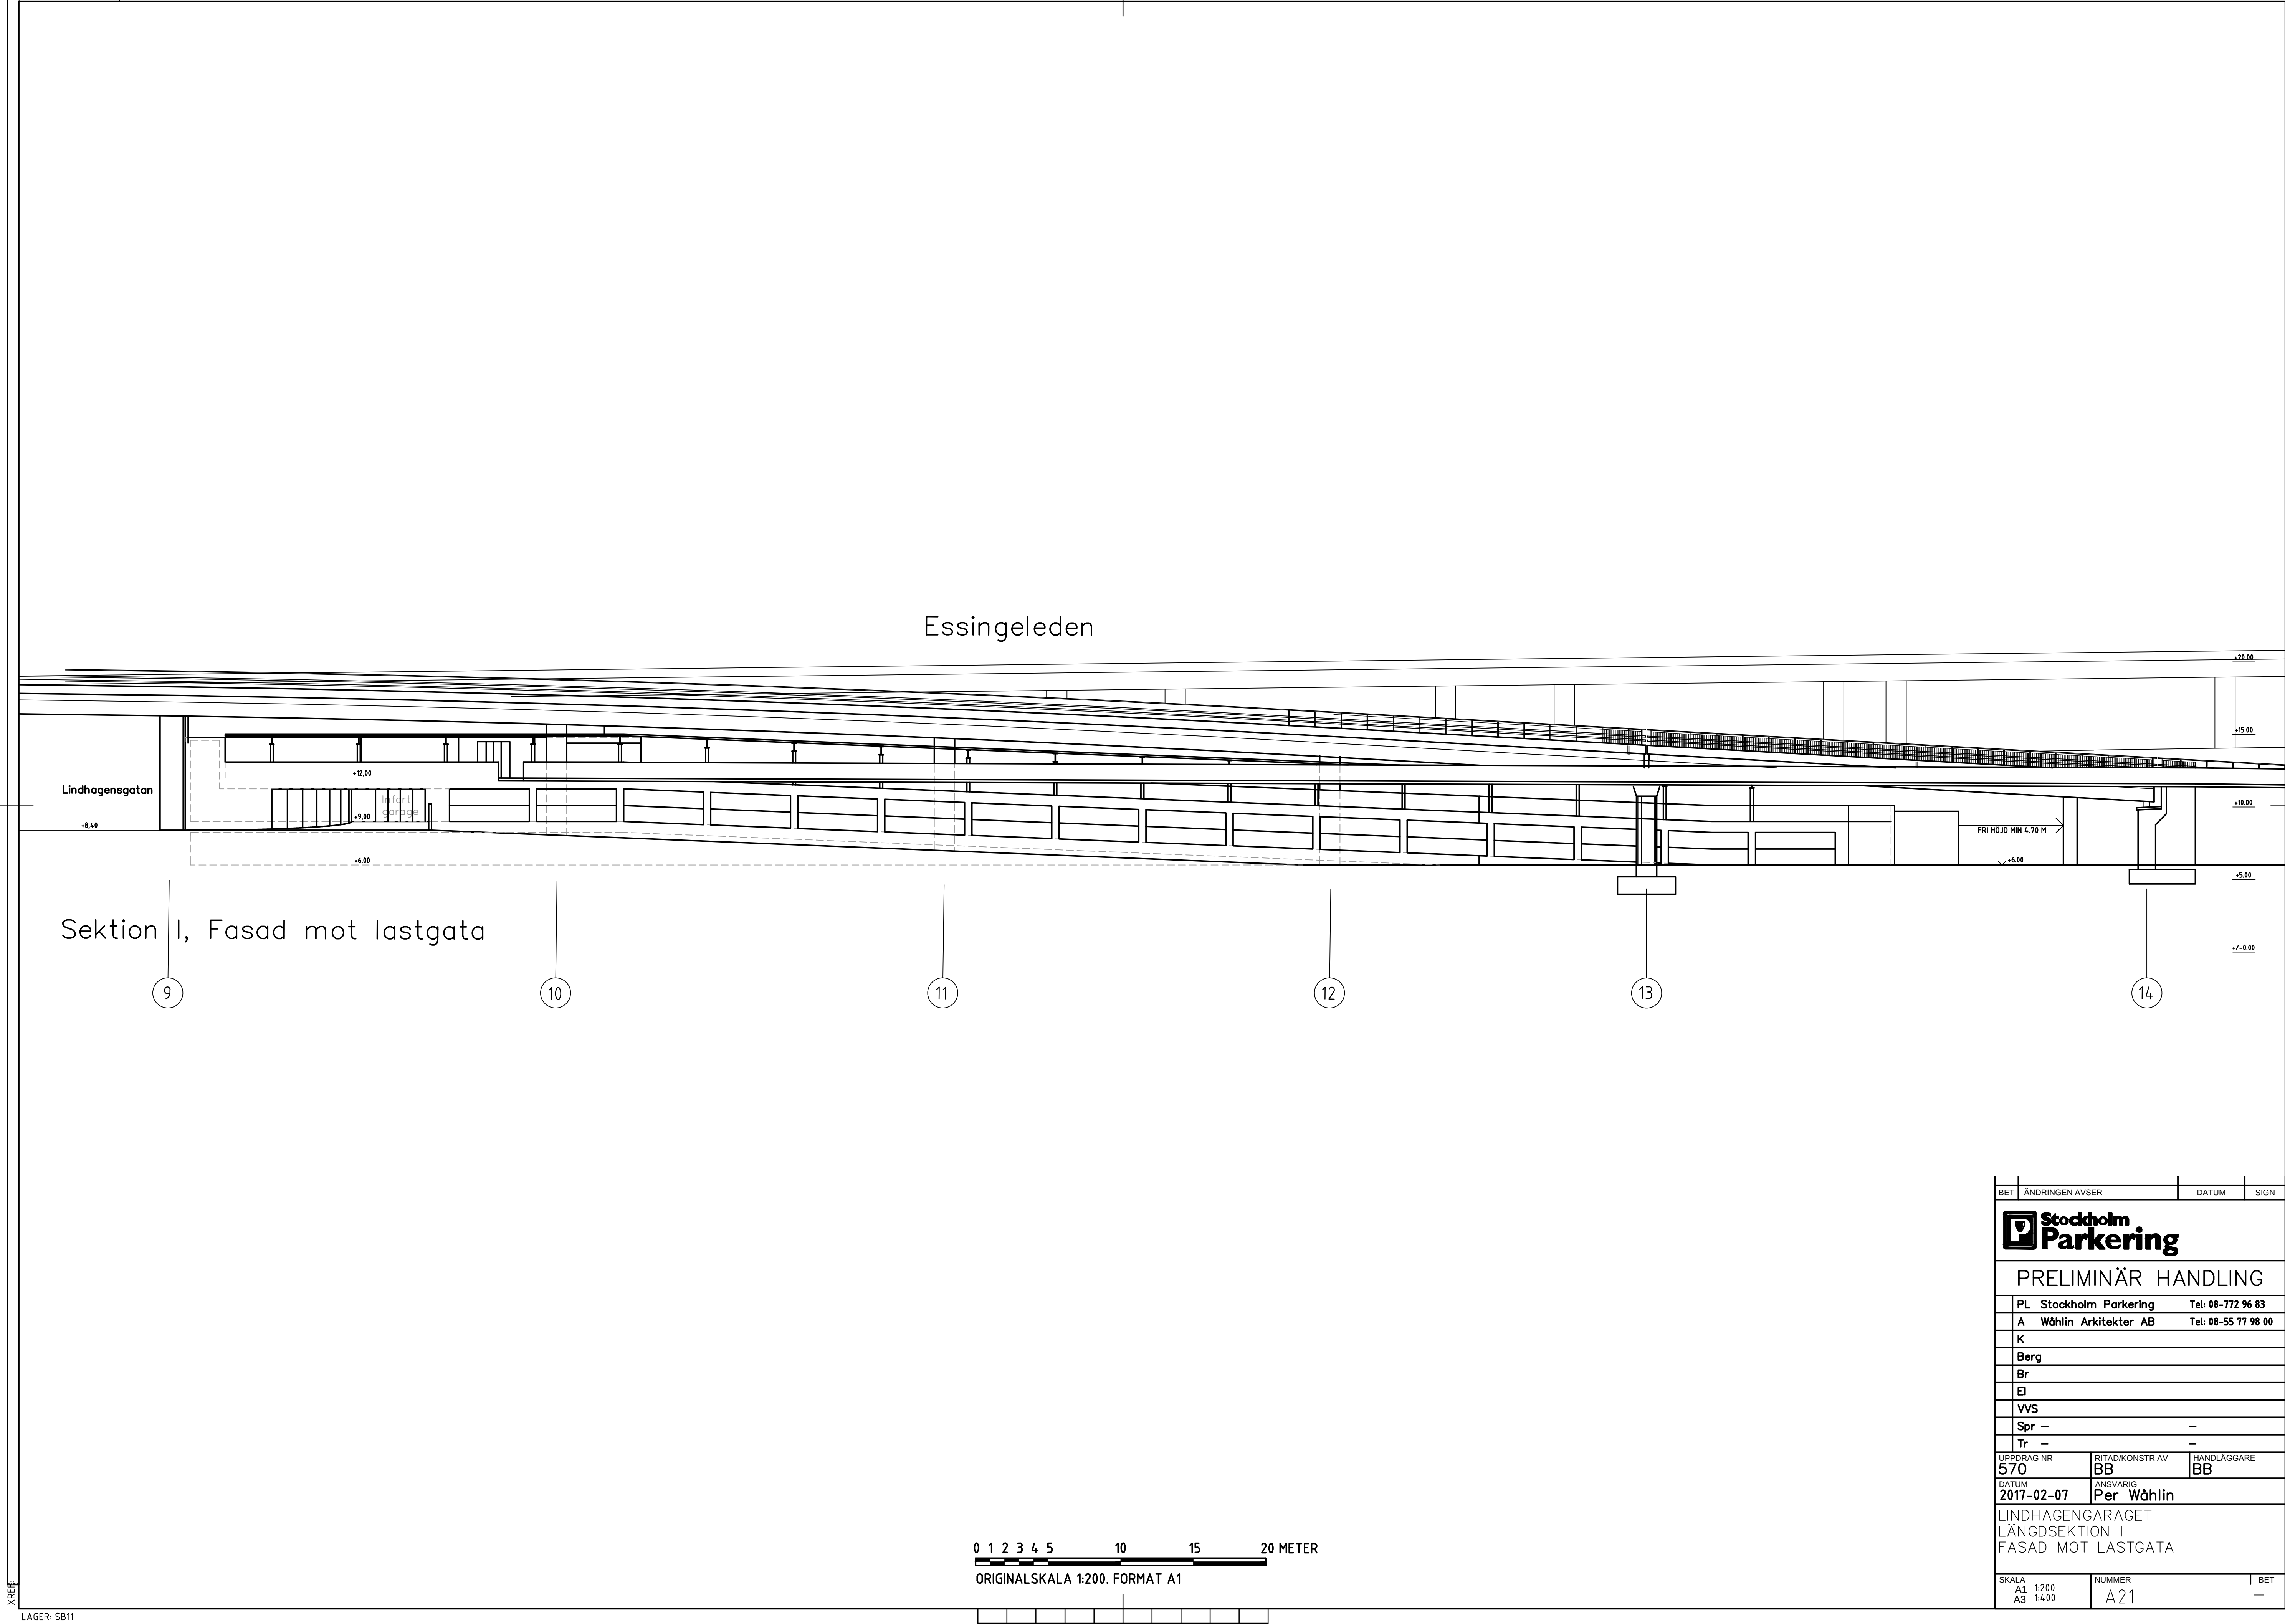 Essingeleden
+20.00
+15.00
+12,00
Lindhagensgatan
Infart
garage
+9,00
+10.00
+8,40
FRI HÖJD MIN 4.70 M
+6.00
+6.00
+5.00
Sektion I, Fasad mot lastgata
+/-0.00
9 10 11 12 13 14
BET ÄNDRINGEN AVSER DATUM SIGN
P Stockholm
Parkering
PRELIMINÄR HANDLING
PL Stockholm Parkering Tel: 08-772 96 83
A Wåhlin Arkitekter AB Tel: 08-55 77 98 00
K
Berg
Br
El
VVS
Spr – –
Tr – –
UPPDRAG NR RITAD/KONSTR AV HANDLÄGGARE
570 BB BB
DATUM ANSVARIG
2017-02-07 Per Wåhlin
LINDHAGENGARAGET
LÄNGDSEKTION I
FASAD MOT LASTGATA
SKALA NUMMER BET
A1 1:200
A3 1:400
A21 –
0 1 2 3 4 5 10 15 20 METER
ORIGINALSKALA 1:200. FORMAT A1
XREF:
LAGER: SB11